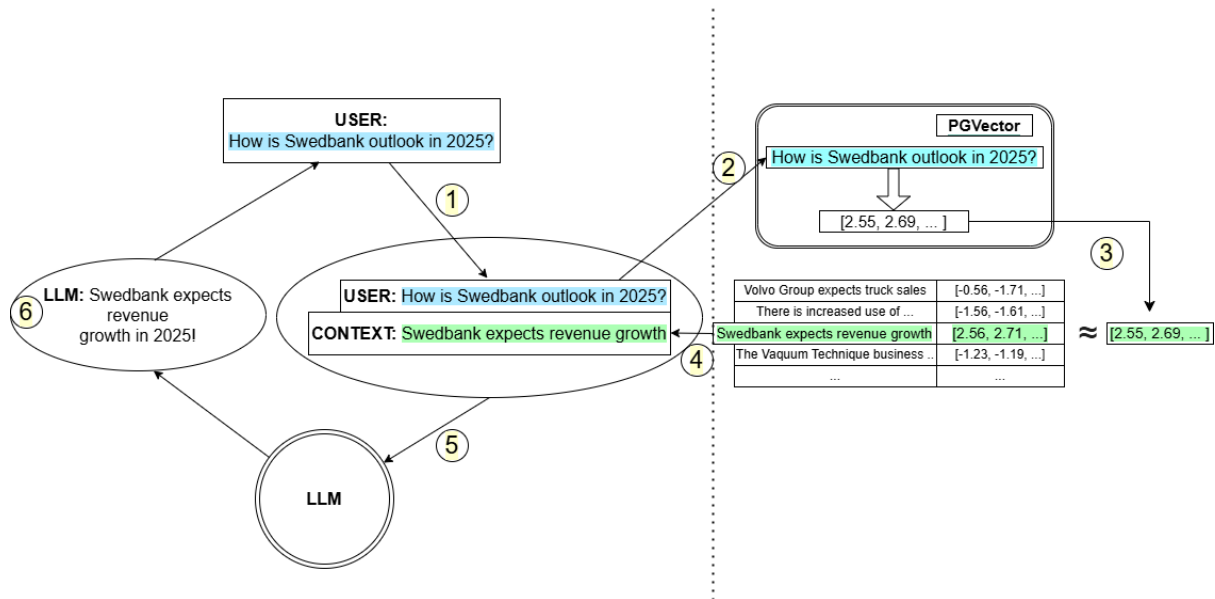 USER:
How is Swedbank outlook in 2025?
1
USER: How is Swedbank outlook in 2025?
CONTEXT: Swedbank expects revenue growth
2
PGVector
How is Swedbank outlook in 2025?
[2.55, 2.69, ... ]
3
Volvo Group expects truck sales [-0.56, -1.71, ...]
There is increased use of ... [-1.56, -1.61, ...]
Swedbank expects revenue growth [2.56, 2.71, ...] ≈ [2.55, 2.69, ... ]
The Vaquum Technique business .. [-1.23, -1.19, ...]
... ...
4
5
LLM
6
LLM: Swedbank expects
revenue
growth in 2025!